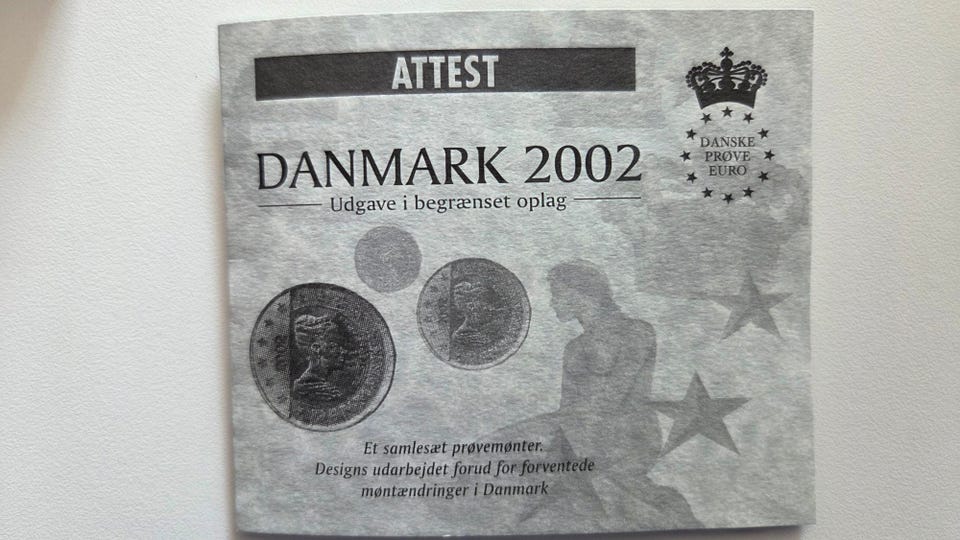 ATTEST
DANSKE
PRØVE
EURO
DANMARK 2002
Udgave i begrænset oplag
2002
Et samlesæt prøvemønter.
Designs udarbejdet forud for forventede
møntændringer i Danmark